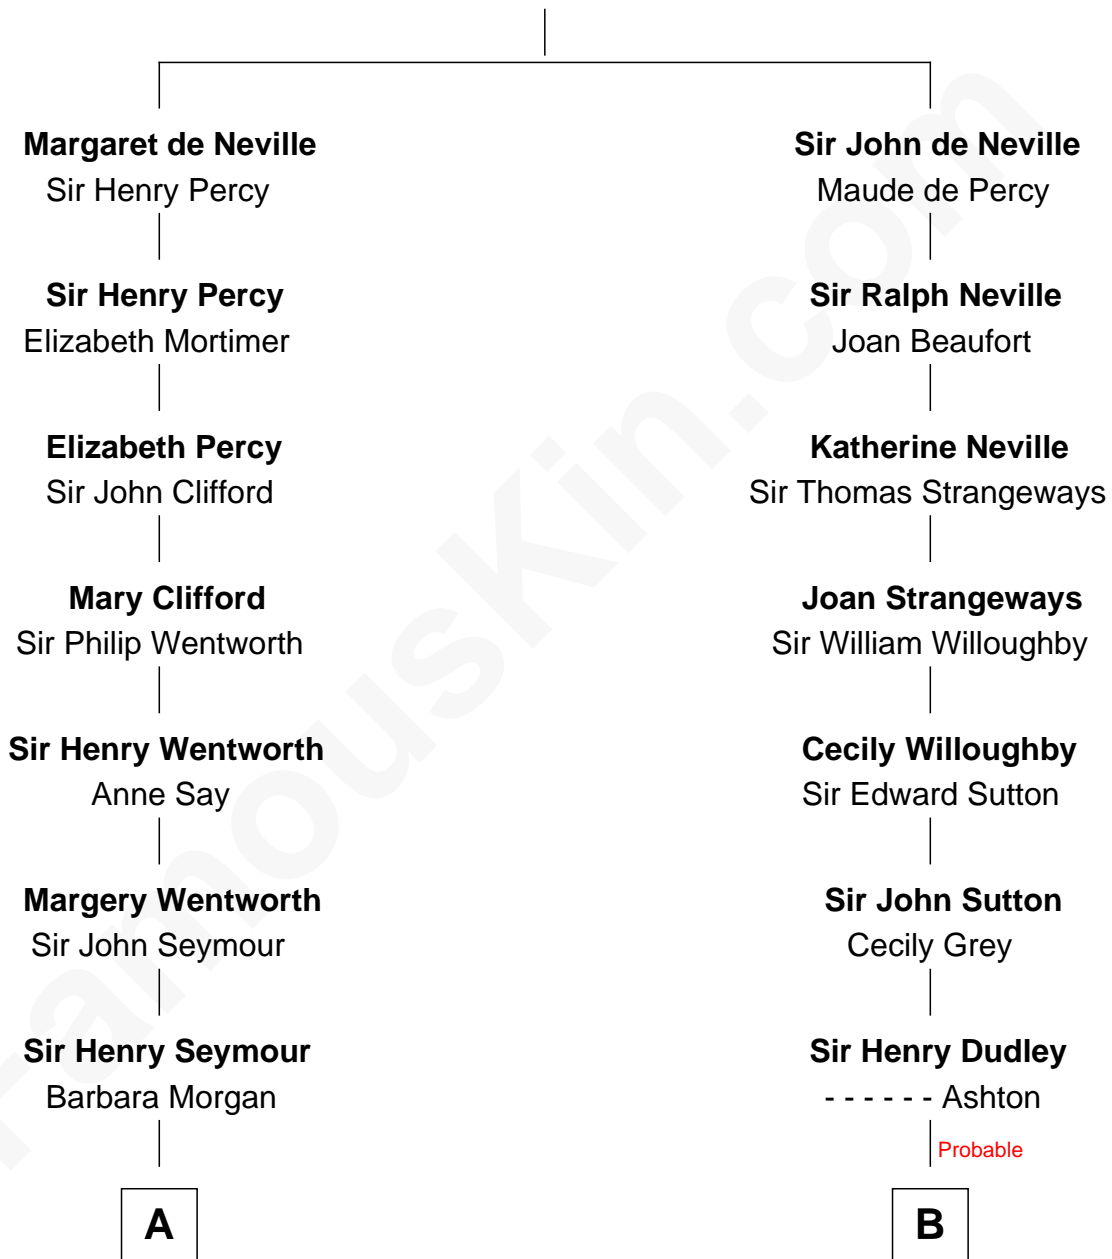 Margaret de Neville
Sir Henry Percy
Sir Henry Percy
Elizabeth Mortimer
Elizabeth Percy
Sir John Clifford
Mary Clifford
Sir Philip Wentworth
Sir Henry Wentworth
Anne Say
Margery Wentworth
Sir John Seymour
Sir Henry Seymour
Barbara Morgan
A
Sir John de Neville
Maude de Percy
Sir Ralph Neville
Joan Beaufort
Katherine Neville
Sir Thomas Strangeways
Joan Strangeways
Sir William Willoughby
Cecily Willoughby
Sir Edward Sutton
Sir John Sutton
Cecily Grey
Sir Henry Dudley
- - - - - - Ashton
Probable
B
FamousKin.com